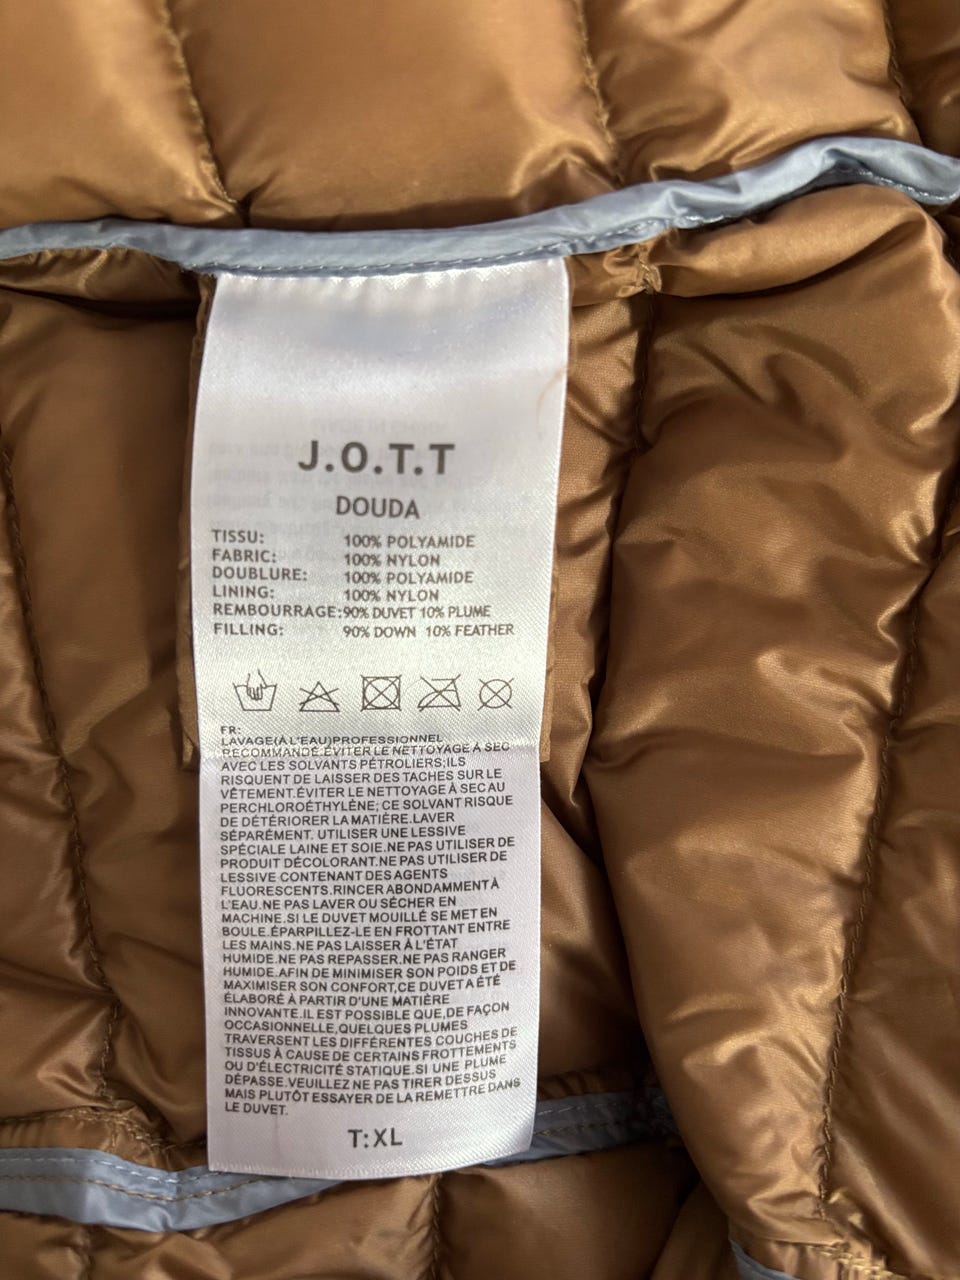 J.O.T.T
DOUDA
TISSU: 100% POLYAMIDE
FABRIC: 100% NYLON
DOUBLURE: 100% POLYAMIDE
LINING: 100% NYLON
REMBOURRAGE:90% DUVET 10% PLUME
FILLING: 90% DOWN 10% FEATHER
FR:
LAVAGE(À L'EAU)PROFESSIONNEL
RECOMMANDÉ.ÉVITER LE NETTOYAGE À SEC
AVEC LES SOLVANTS PÉTROLIERS;ILS
RISQUENT DE LAISSER DES TACHES SUR LE
VÊTEMENT.ÉVITER LE NETTOYAGE À SEC AU
PERCHLOROÉTHYLÈNE; CE SOLVANT RISQUE
DE DÉTÉRIORER LA MATIÈRE.LAVER
SÉPARÉMENT. UTILISER UNE LESSIVE
SPÉCIALE LAINE ET SOIE.NE PAS UTILISER DE
PRODUIT DÉCOLORANT.NE PAS UTILISER DE
LESSIVE CONTENANT DES AGENTS
FLUORESCENTS.RINCER ABONDAMMENT À
L'EAU.NE PAS LAVER OU SÉCHER EN
MACHINE.SI LE DUVET MOUILLÉ SE MET EN
BOULE.ÉPARPILLEZ-LE EN FROTTANT ENTRE
LES MAINS.NE PAS LAISSER À L'ÉTAT
HUMIDE.NE PAS REPASSER.NE PAS RANGER
HUMIDE.AFIN DE MINIMISER SON POIDS ET DE
MAXIMISER SON CONFORT,CE DUVET A ÉTÉ
ÉLABORÉ À PARTIR D'UNE MATIÈRE
INNOVANTE.IL EST POSSIBLE QUE,DE FAÇON
OCCASIONNELLE,QUELQUES PLUMES
TRAVERSENT LES DIFFÉRENTES COUCHES DE
TISSUS À CAUSE DE CERTAINS FROTTEMENTS
OU D'ÉLECTRICITÉ STATIQUE.SI UNE PLUME
DÉPASSE.VEUILLEZ NE PAS TIRER DESSUS
MAIS PLUTÔT ESSAYER DE LA REMETTRE DANS
LE DUVET.
T:XL